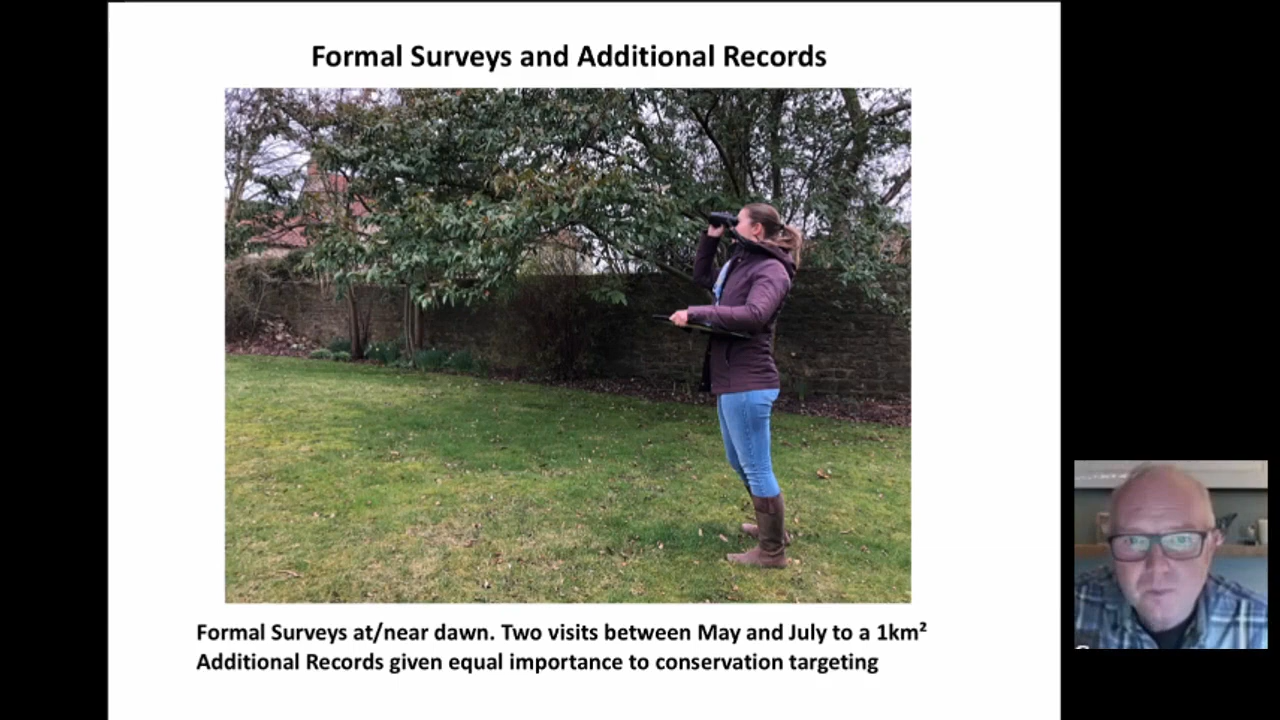 Formal Surveys and Additional Records
Formal Surveys at/near dawn. Two visits between May and July to a 1km²
Additional Records given equal importance to conservation targeting